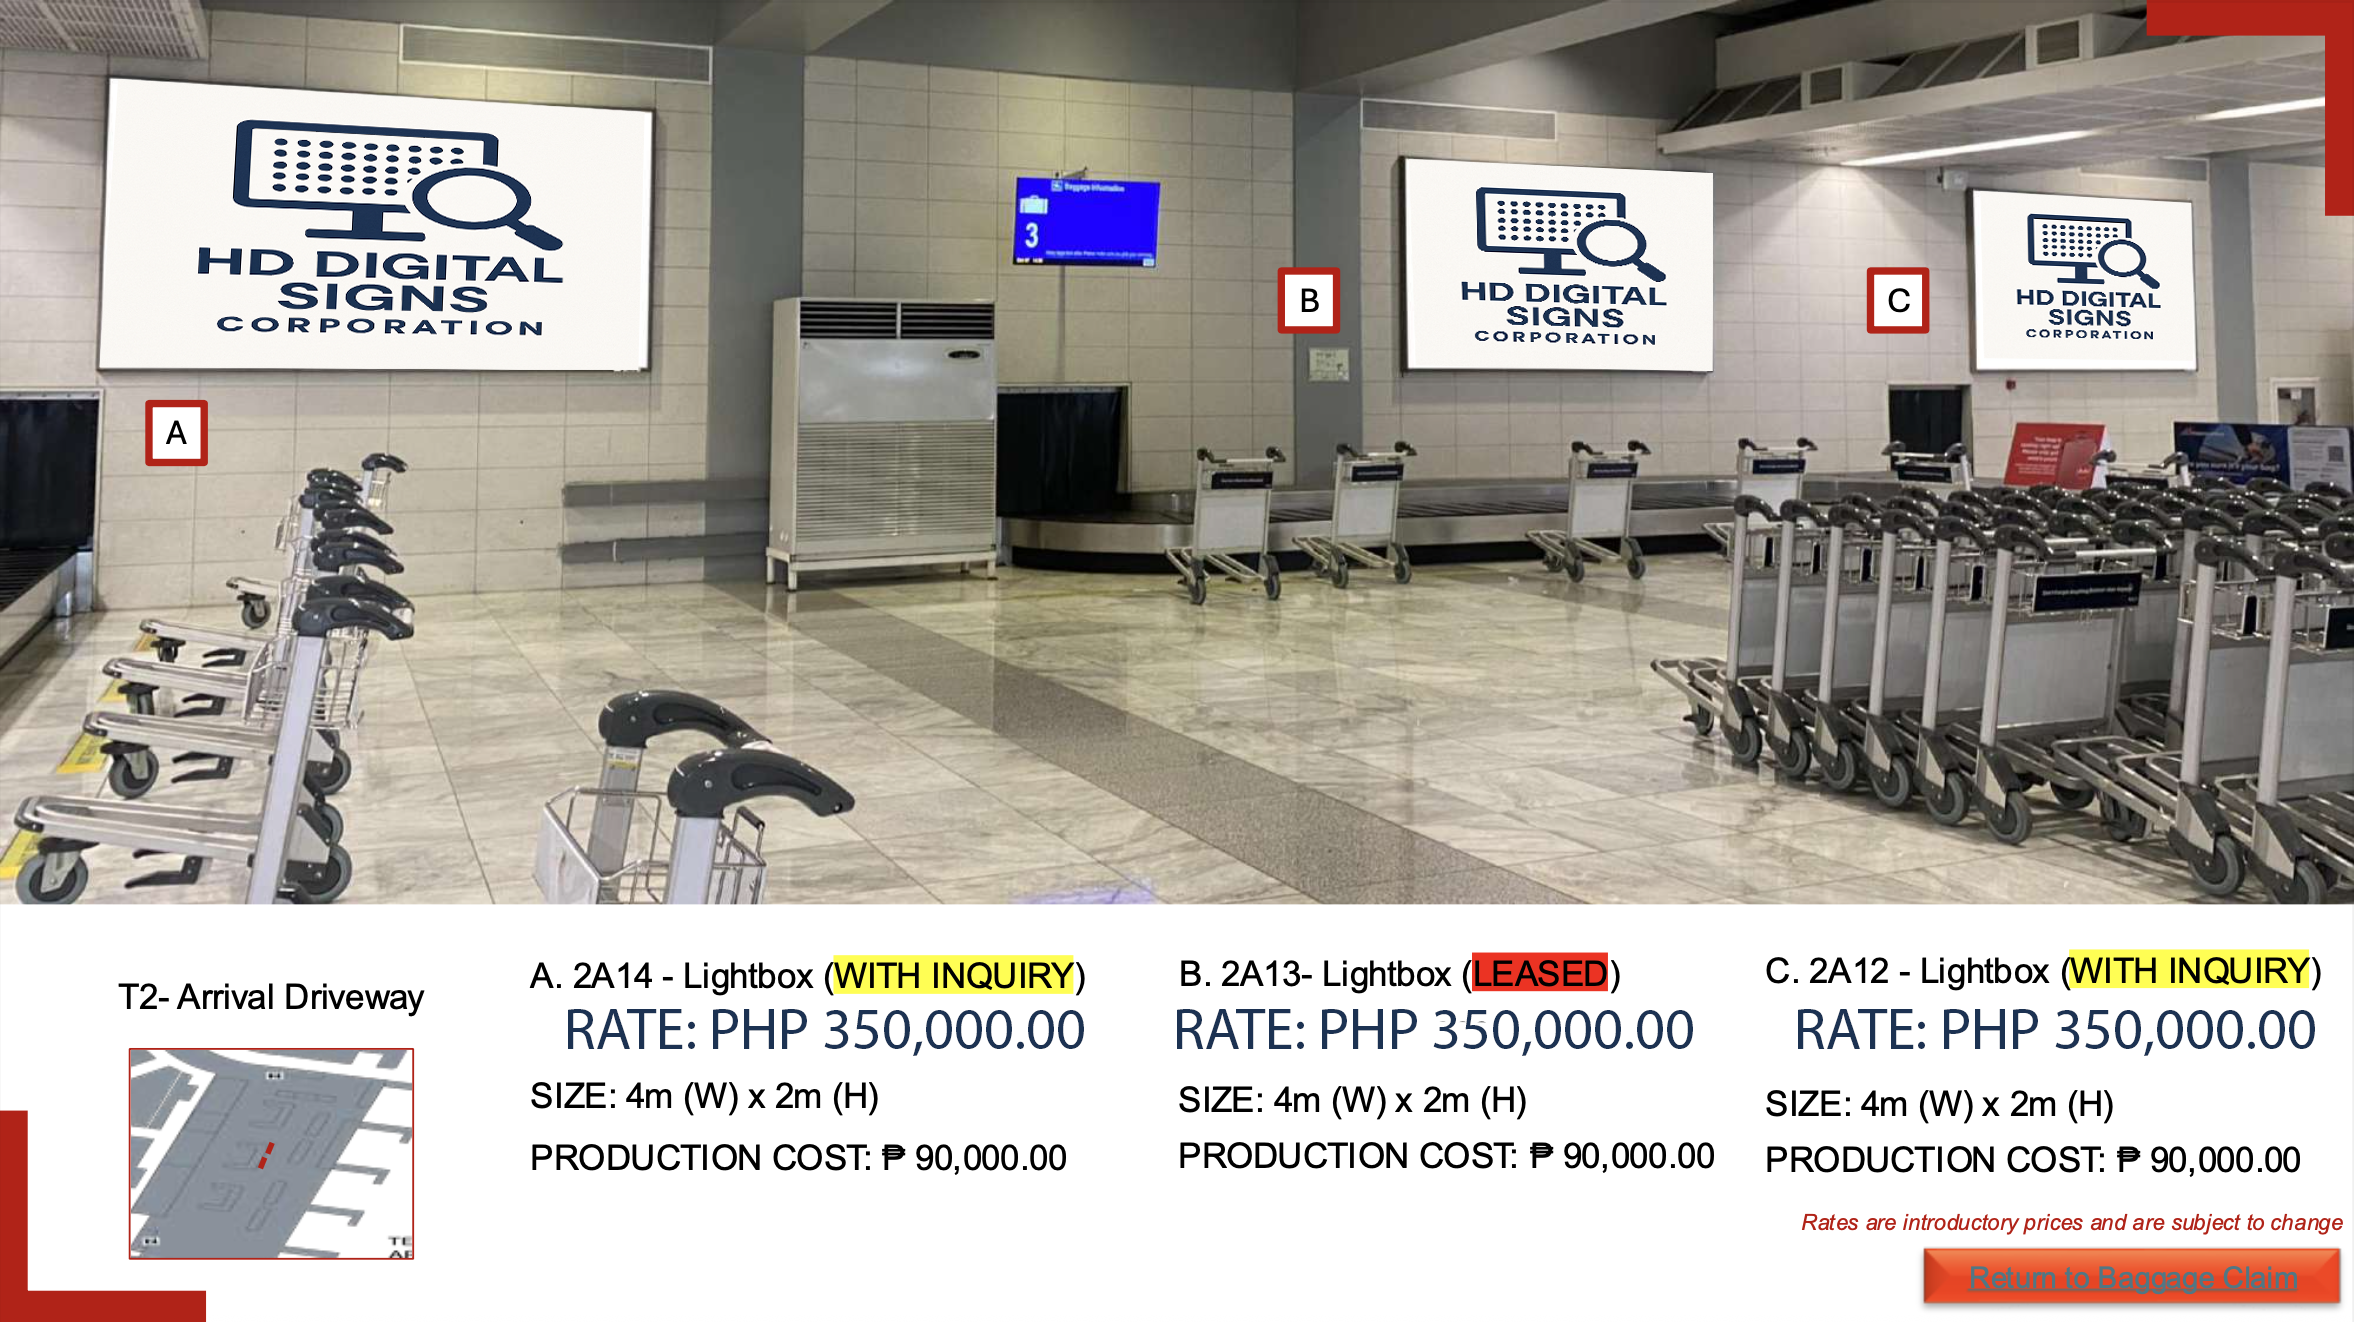 HD DIGITAL
SIGNS
CORPORATION
Baggage Information
3
HD DIGITAL
SIGNS
CORPORATION
HD DIGITAL
SIGNS
CORPORATION
A
B
C
T2- Arrival Driveway
A. 2A14 - Lightbox (WITH INQUIRY)
RATE: PHP 350,000.00
SIZE: 4m (W) x 2m (H)
PRODUCTION COST: ₱ 90,000.00
B. 2A13- Lightbox (LEASED)
RATE: PHP 350,000.00
SIZE: 4m (W) x 2m (H)
PRODUCTION COST: ₱ 90,000.00
C. 2A12 - Lightbox (WITH INQUIRY)
RATE: PHP 350,000.00
SIZE: 4m (W) x 2m (H)
PRODUCTION COST: ₱ 90,000.00
Rates are introductory prices and are subject to change
Return to Baggage Claim